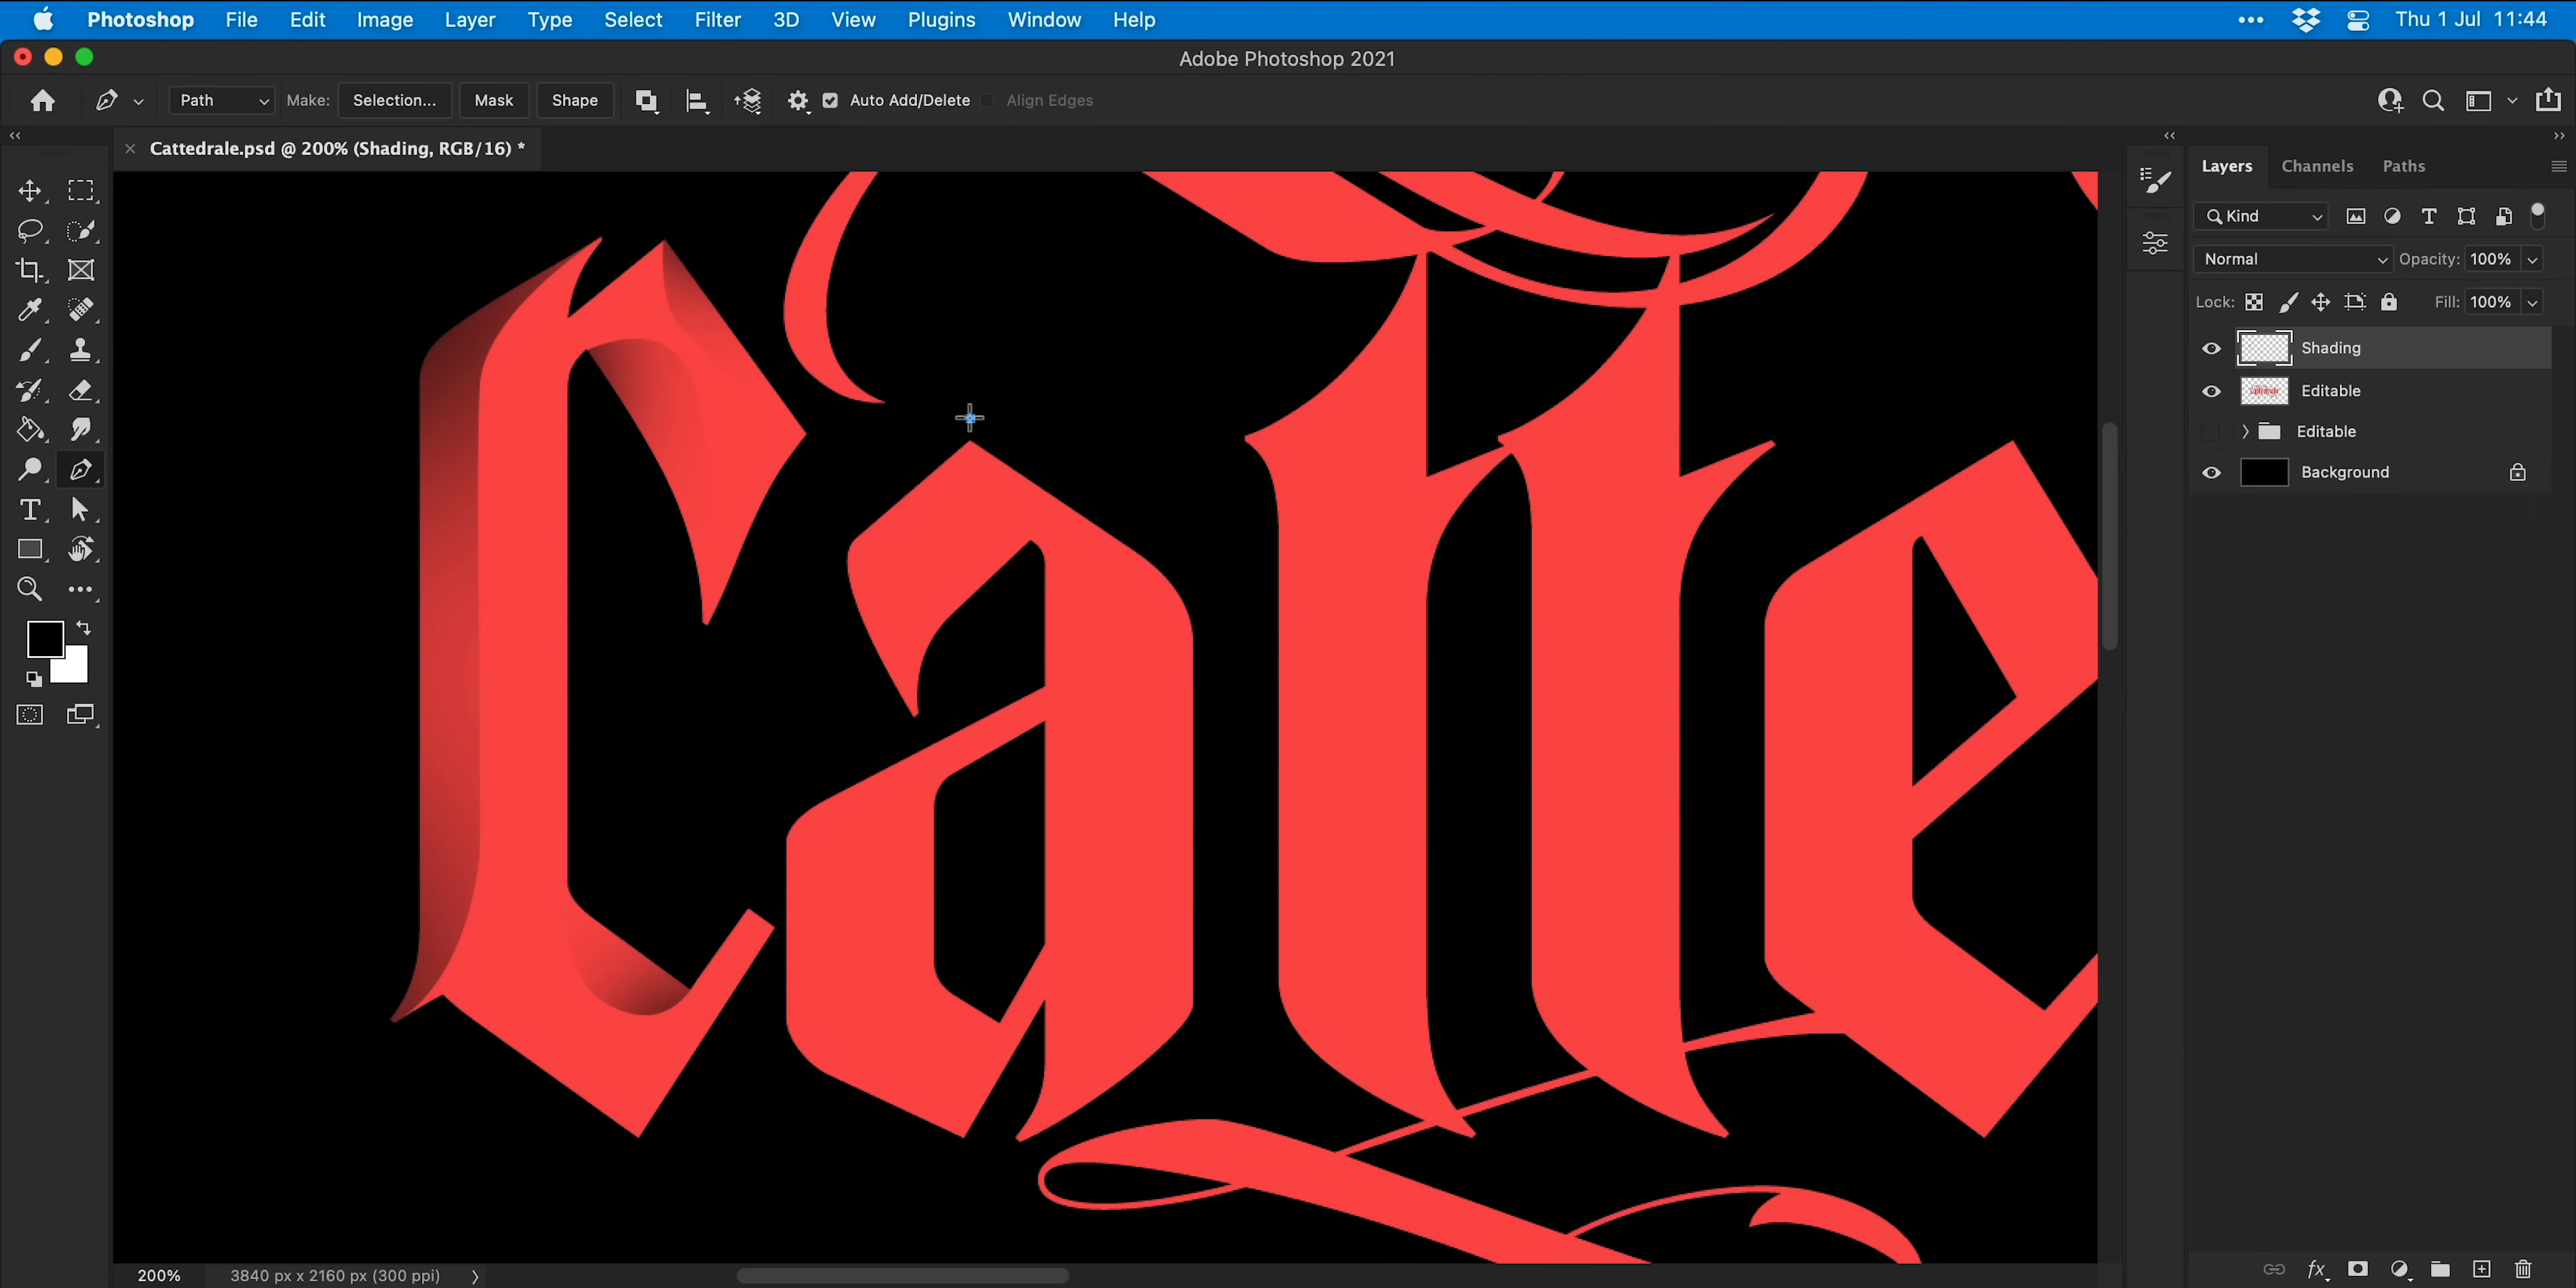 Photoshop File Edit Image Layer Type Select Filter 3D View Plugins Window Help Thu 1 Jul 11:44
Adobe Photoshop 2021
Path Make: Selection... Mask Shape Auto Add/Delete Align Edges
Cattedrale.psd @ 200% (Shading, RGB/16) *
Layers Channels Paths
Kind
Normal Opacity: 100%
Lock: Fill: 100%
Shading
Editable
Editable
Background
Catte
200% 3840 px x 2160 px (300 ppi)